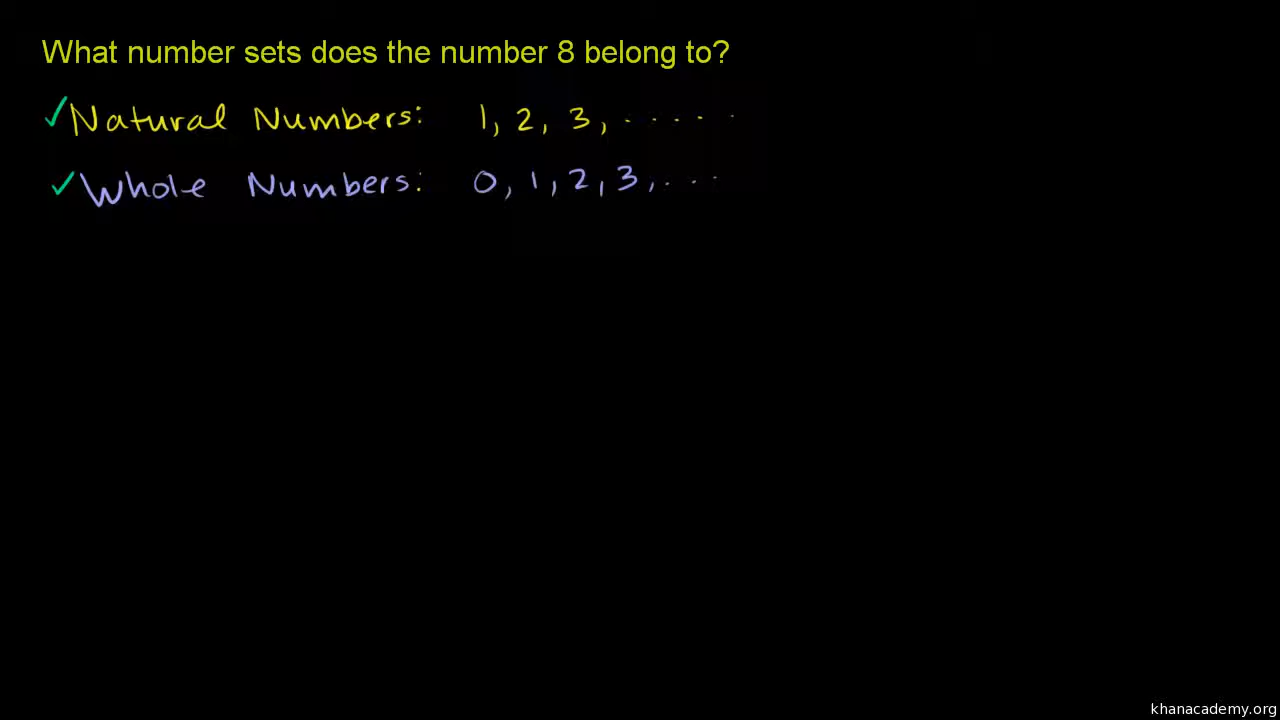 What number sets does the number 8 belong to?
✓ Natural Numbers: 1, 2, 3, . . . . .
✓ Whole Numbers: 0, 1, 2, 3, . . .
khanacademy.org